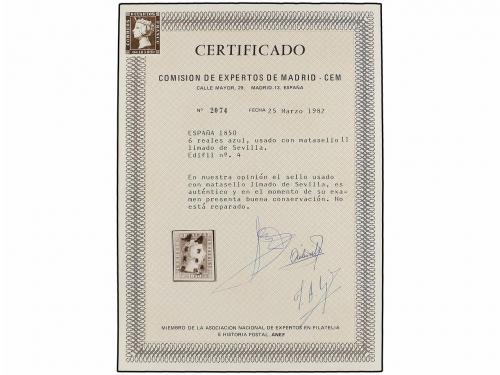 CORREOS
FRANCO
CERTIFICADO
COMISION DE EXPERTOS DE MADRID - CEM
CALLE MAYOR, 29. MADRID-13. ESPAÑA
Nº 2074 FECHA 25 Marzo 1982
ESPAÑA 1850
6 reales azul, usado con matasello ll
limado de Sevilla.
Edifil nº. 4
En nuestra opinión el sello usado
con matasello limado de Sevilla, es
auténtico y en el momento de su exa-
men presenta buena conservación. No
está reparado.
MIEMBRO DE LA ASOCIACION NACIONAL DE EXPERTOS EN FILATELIA
E HISTORIA POSTAL. ANEF